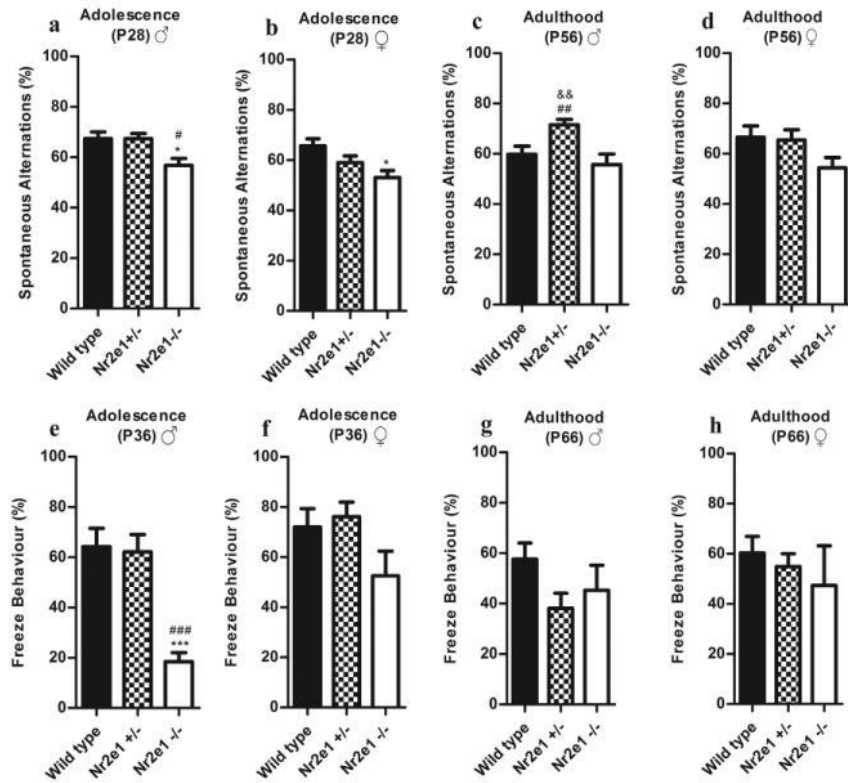 a
Adolescence
(P28) ♂
Spontaneous Alternations (%)
100
80
60
40
20
0
#
*
Wild type
Nr2e1+/-
Nr2e1-/-
b
Adolescence
(P28) ♀
Spontaneous Alternations (%)
100
80
60
40
20
0
*
Wild type
Nr2e1+/-
Nr2e1-/-
c
Adulthood
(P56) ♂
Spontaneous Alternations (%)
100
80
60
40
20
0
&&
##
Wild type
Nr2e1+/-
Nr2e1-/-
d
Adulthood
(P56) ♀
Spontaneous Alternations (%)
100
80
60
40
20
0
Wild type
Nr2e1+/-
Nr2e1-/-
e
Adolescence
(P36) ♂
Freeze Behaviour (%)
100
80
60
40
20
0
###
***
Wild type
Nr2e1 +/-
Nr2e1 -/-
f
Adolescence
(P36) ♀
Freeze Behaviour (%)
100
80
60
40
20
0
Wild type
Nr2e1 +/-
Nr2e1 -/-
g
Adulthood
(P66) ♂
Freeze Behaviour (%)
100
80
60
40
20
0
Wild type
Nr2e1 +/-
Nr2e1 -/-
h
Adulthood
(P66) ♀
Freeze Behaviour (%)
100
80
60
40
20
0
Wild type
Nr2e1 +/-
Nr2e1 -/-